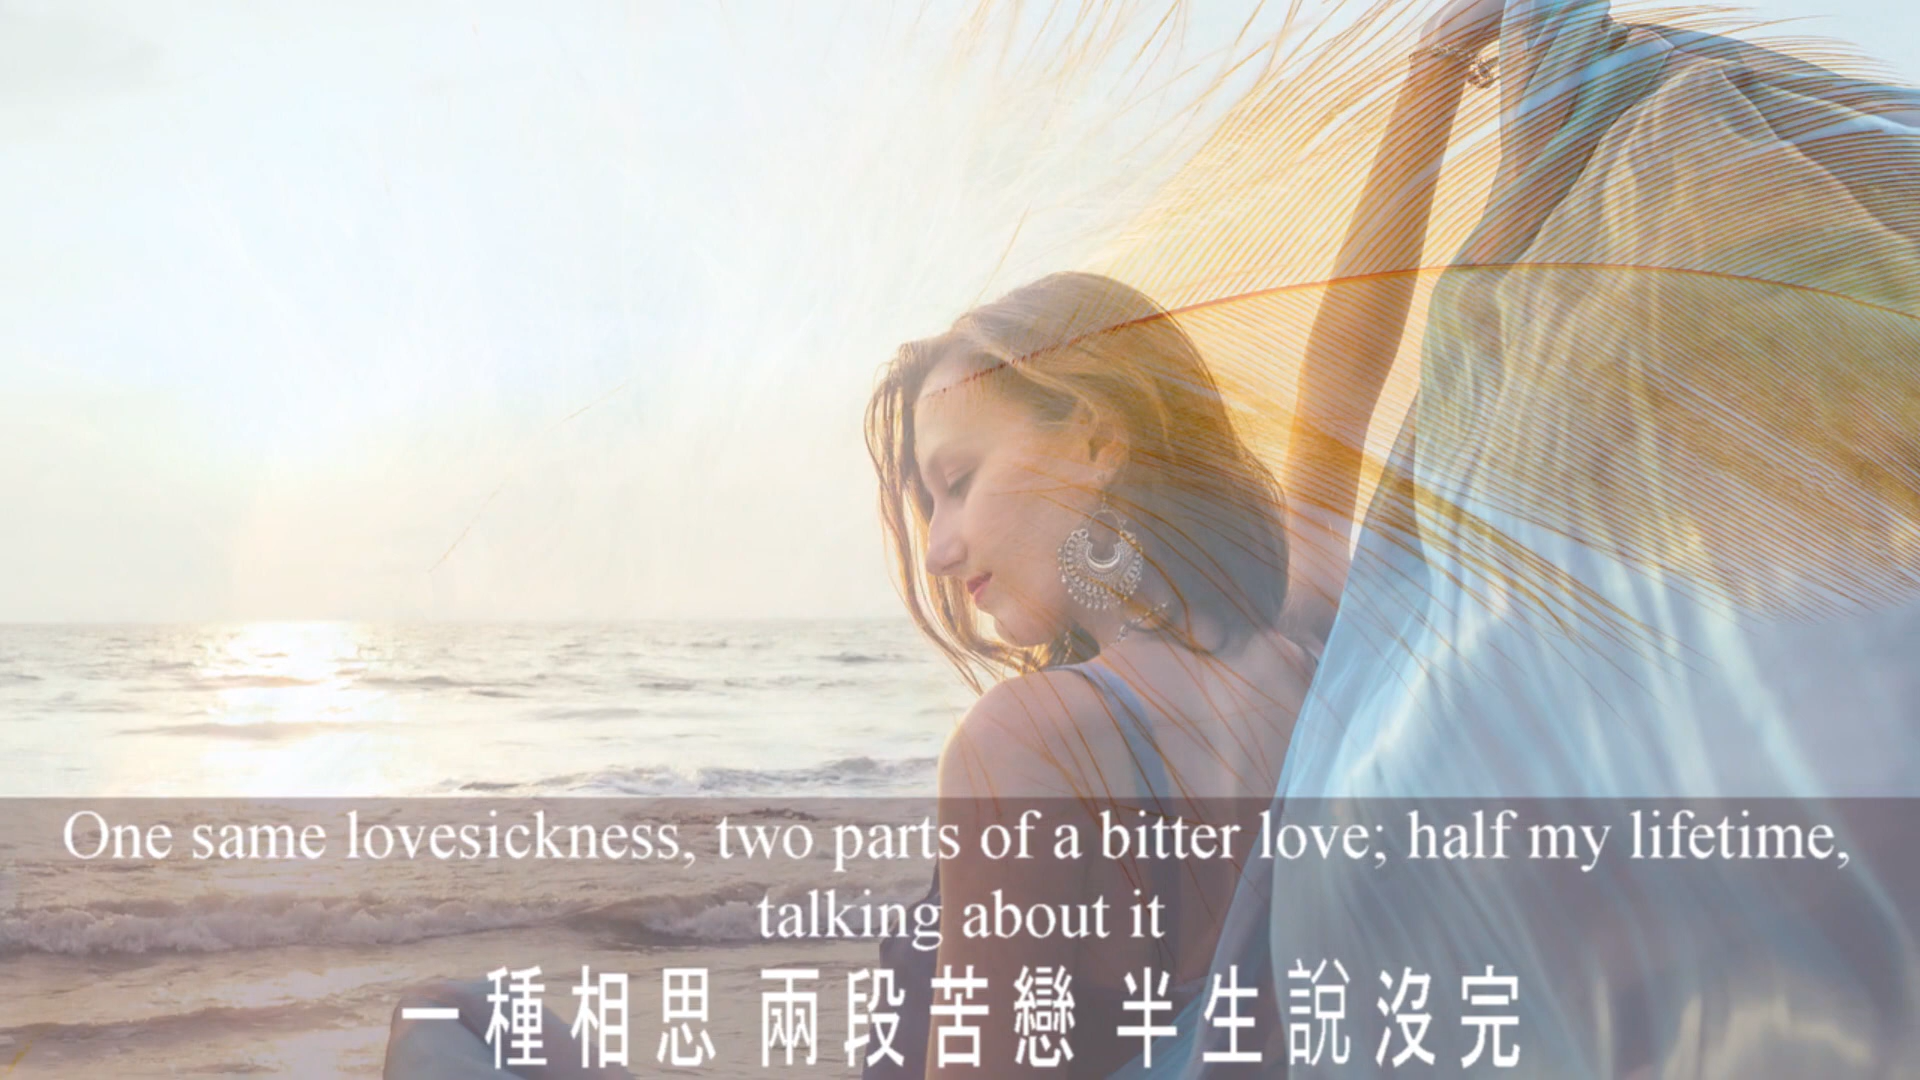 One same lovesickness, two parts of a bitter love; half my lifetime,
talking about it
一種相思 兩段苦戀 半生說沒完